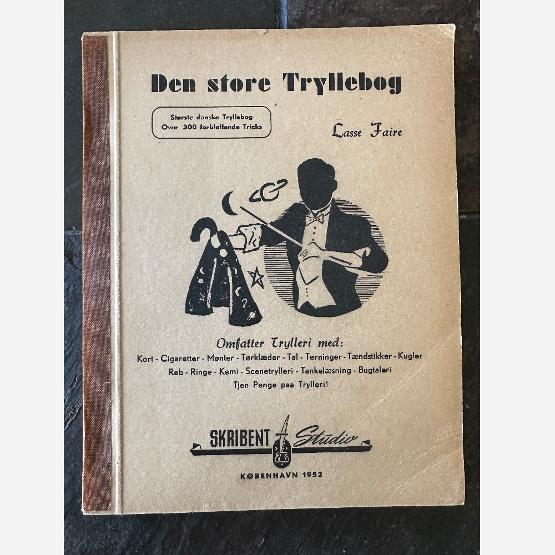 Den store Tryllebog
Største danske Tryllebog
Over 300 forbløffende Tricks
Lasse Faire
Omfatter Trylleri med:
Kort - Cigaretter - Mønter - Tørklæder - Tal - Terninger - Tændstikker - Kugler
Reb - Ringe - Kemi - Scenetrylleri - Tankelæsning - Bugtaleri
Tjen Penge paa Trylleri!
SKRIBENT Studio
KØBENHAVN 1952